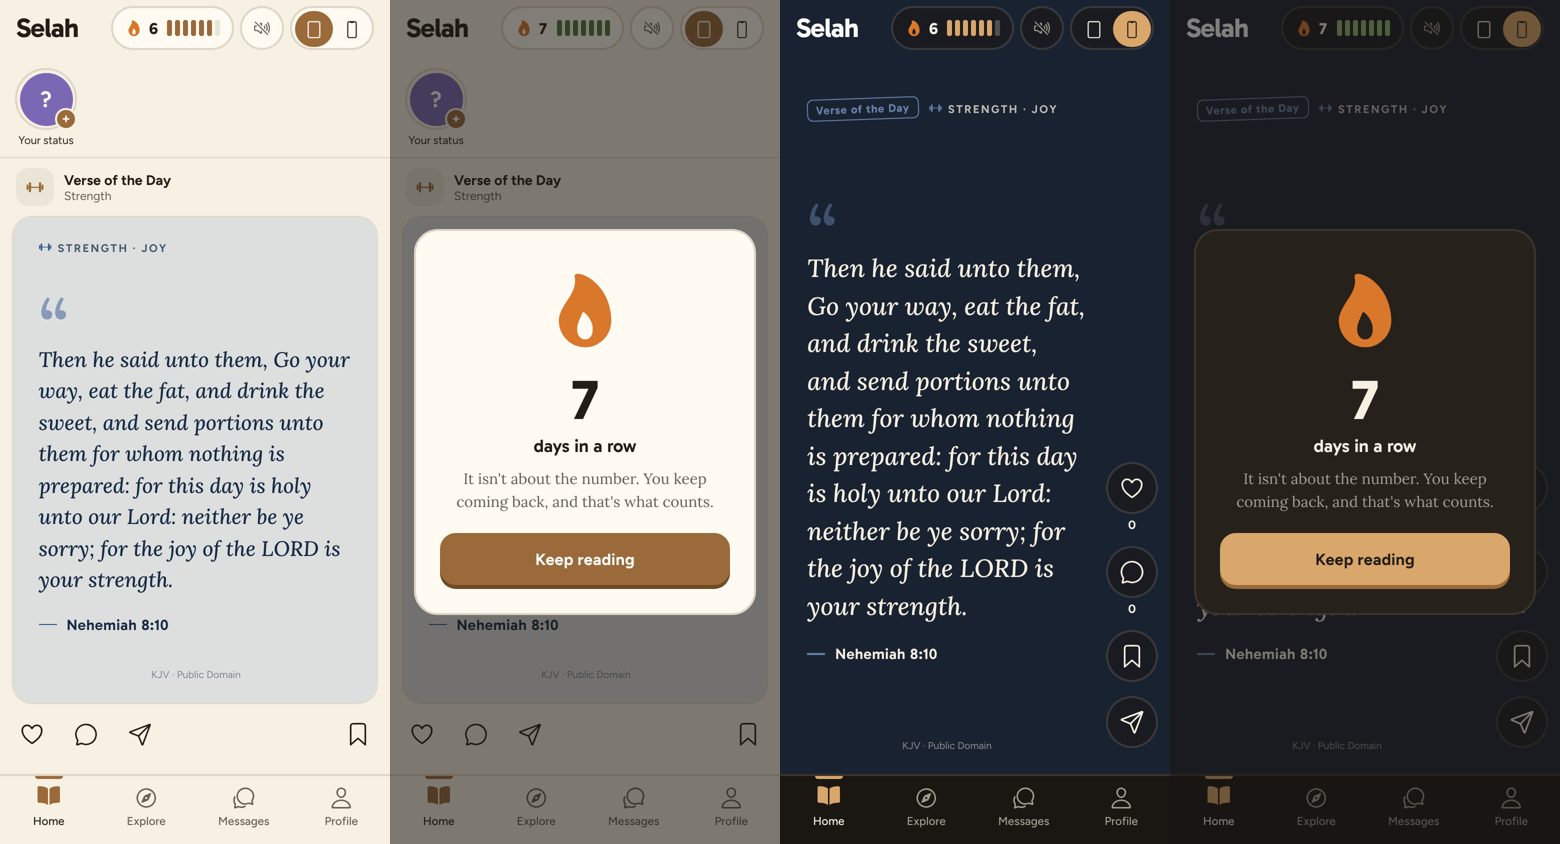 Selah
6
?
+
Your status
Verse of the Day
Strength
STRENGTH · JOY
“
Then he said unto them, Go your
way, eat the fat, and drink the
sweet, and send portions unto
them for whom nothing is
prepared: for this day is holy
unto our Lord: neither be ye
sorry; for the joy of the LORD is
your strength.
— Nehemiah 8:10
KJV · Public Domain
Home
Explore
Messages
Profile
Selah
7
?
+
Your status
Verse of the Day
Strength
7
days in a row
It isn't about the number. You keep
coming back, and that's what counts.
Keep reading
— Nehemiah 8:10
KJV · Public Domain
Home
Explore
Messages
Profile
Selah
6
Verse of the Day
STRENGTH · JOY
“
Then he said unto them,
Go your way, eat the fat,
and drink the sweet,
and send portions unto
them for whom nothing
is prepared: for this day
is holy unto our Lord:
neither be ye sorry; for
the joy of the LORD is
your strength.
— Nehemiah 8:10
0
0
KJV · Public Domain
Home
Explore
Messages
Profile
Selah
7
Verse of the Day
STRENGTH · JOY
“
7
days in a row
It isn't about the number. You keep
coming back, and that's what counts.
Keep reading
— Nehemiah 8:10
KJV · Public Domain
Home
Explore
Messages
Profile